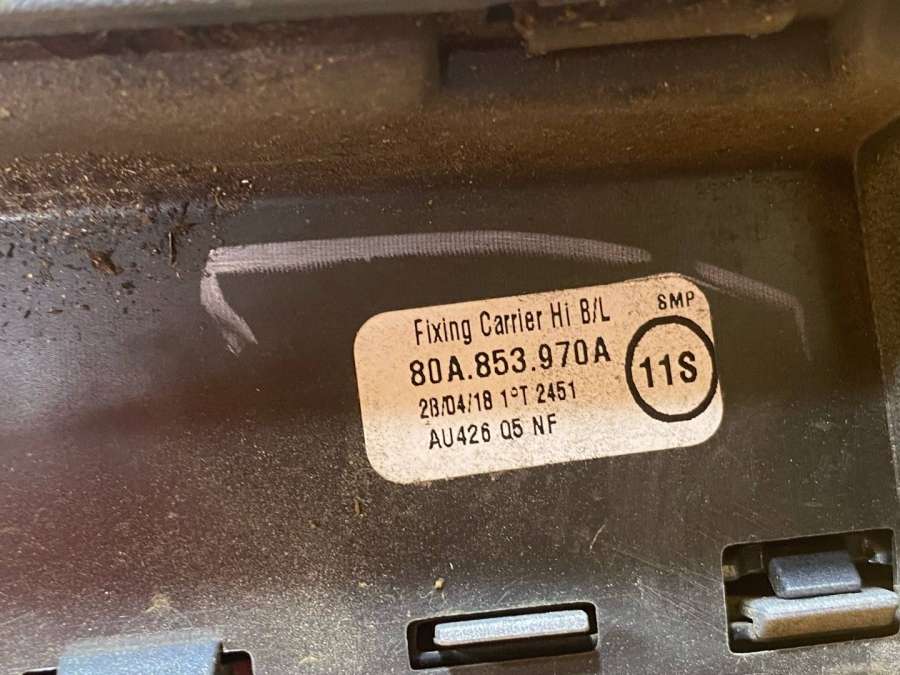 Fixing Carrier Hi B/L
SMP
80A.853.970A
11S
28/04/18 1°T 2451
AU426 Q5 NF